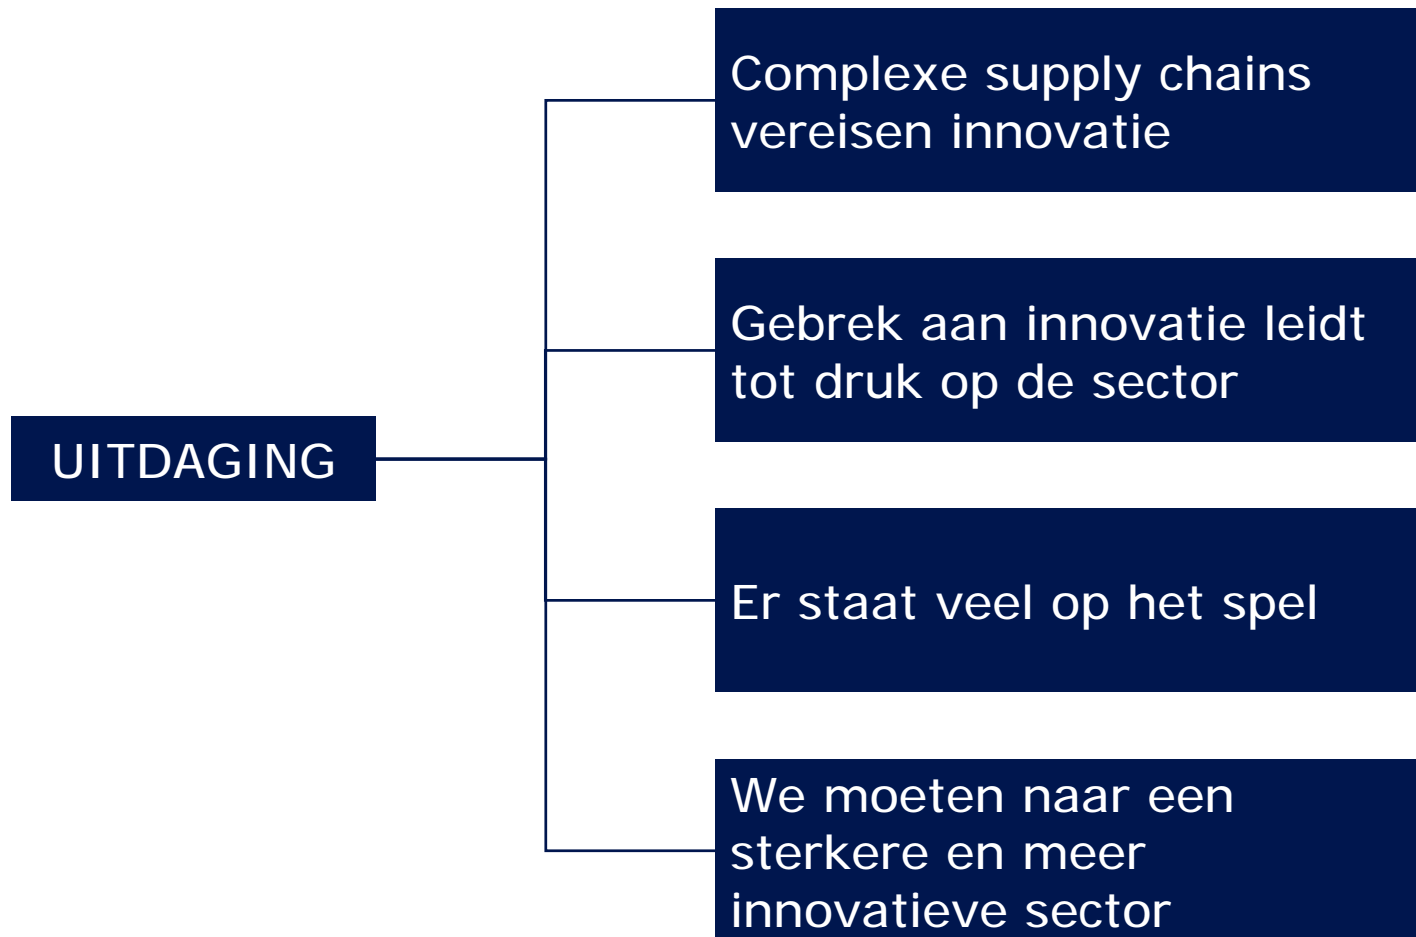 Complexe supply chains
vereisen innovatie
Gebrek aan innovatie leidt
tot druk op de sector
UITDAGING
Er staat veel op het spel
We moeten naar een
sterkere en meer
innovatieve sector